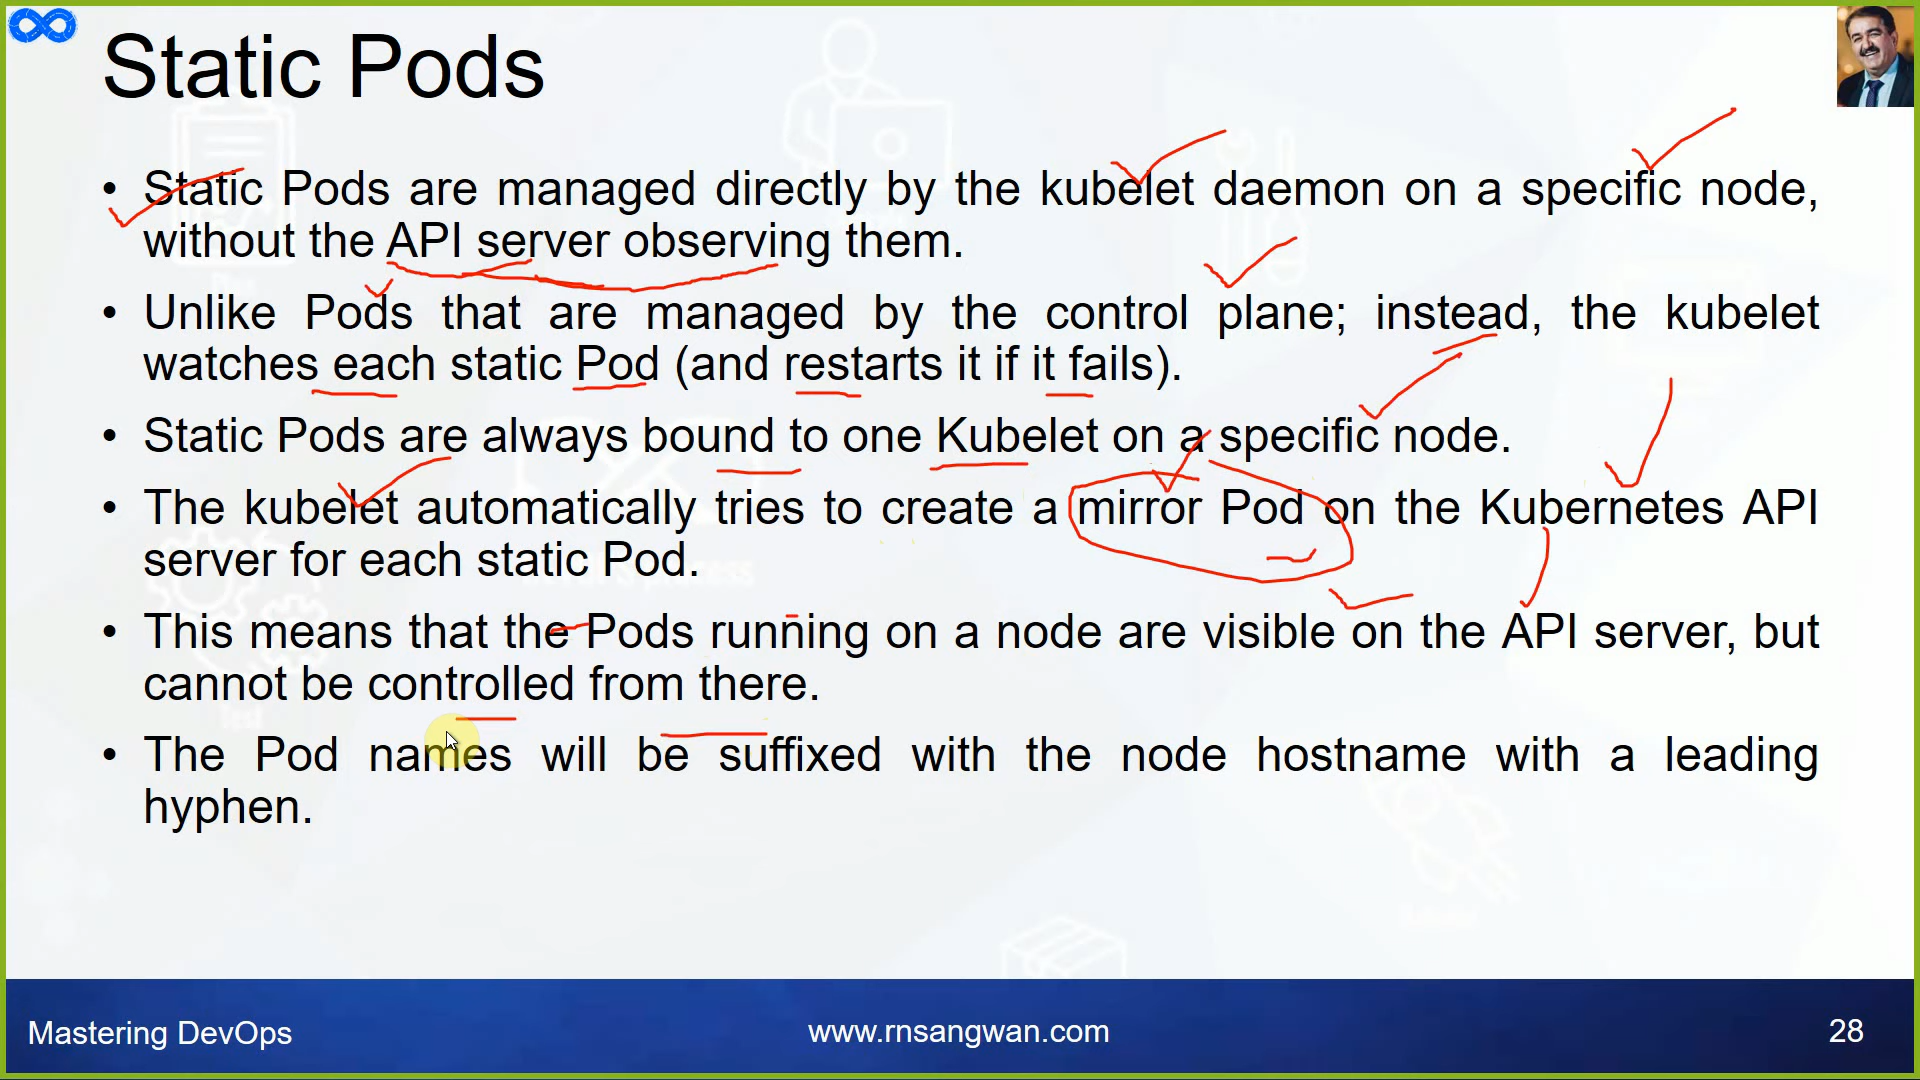 Static Pods
• Static Pods are managed directly by the kubelet daemon on a specific node,
without the API server observing them.
• Unlike Pods that are managed by the control plane; instead, the kubelet
watches each static Pod (and restarts it if it fails).
• Static Pods are always bound to one Kubelet on a specific node.
• The kubelet automatically tries to create a mirror Pod on the Kubernetes API
server for each static Pod.
• This means that the Pods running on a node are visible on the API server, but
cannot be controlled from there.
• The Pod names will be suffixed with the node hostname with a leading
hyphen.
Mastering DevOps
www.rnsangwan.com
28